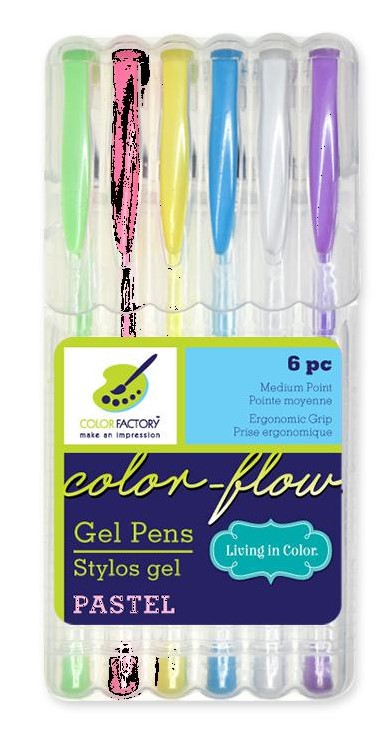 6 pc
Medium Point
Pointe moyenne
Ergonomic Grip
Prise ergonomique
COLOR FACTORY™
make an impression
color-flow
Gel Pens
Stylos gel
Living in Color.
PASTEL